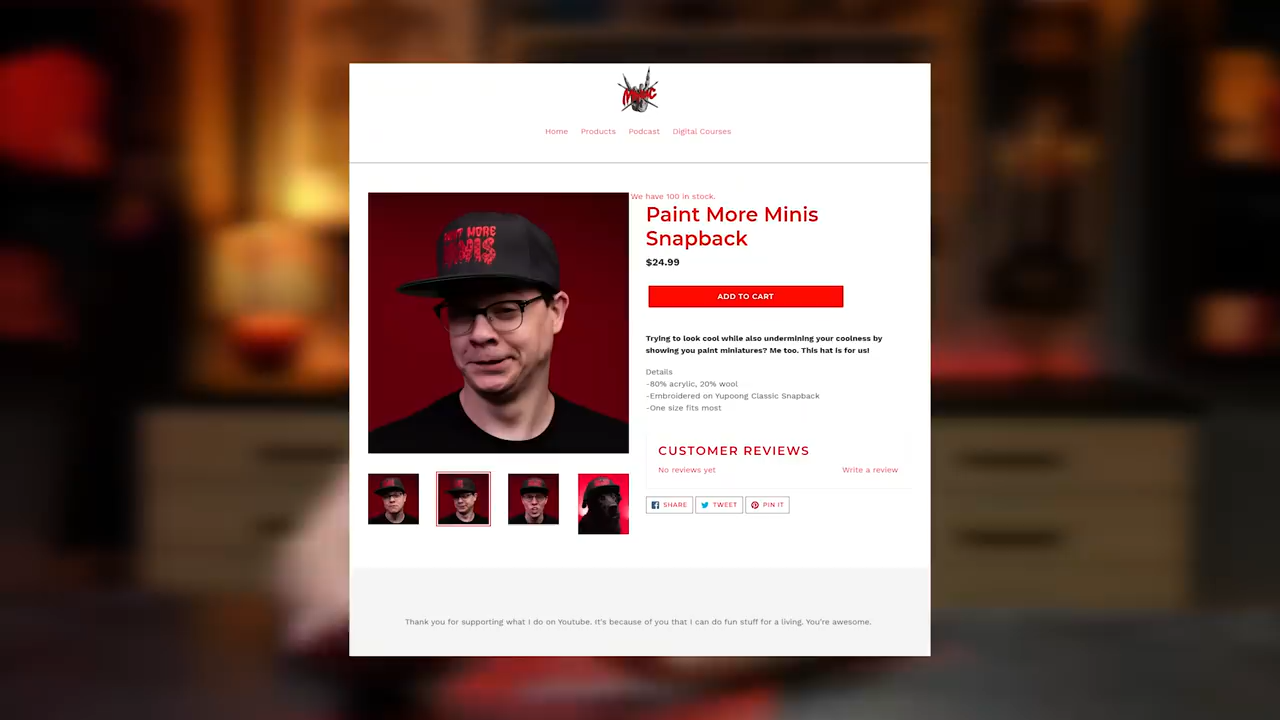 Home Products Podcast Digital Courses
We have 100 in stock.
Paint More Minis
Snapback
$24.99
ADD TO CART
Trying to look cool while also undermining your coolness by
showing you paint miniatures? Me too. This hat is for us!
Details
-80% acrylic, 20% wool
-Embroidered on Yupoong Classic Snapback
-One size fits most
CUSTOMER REVIEWS
No reviews yet Write a review
SHARE TWEET PIN IT
MORE
MINIS
Thank you for supporting what I do on Youtube. It's because of you that I can do fun stuff for a living. You're awesome.